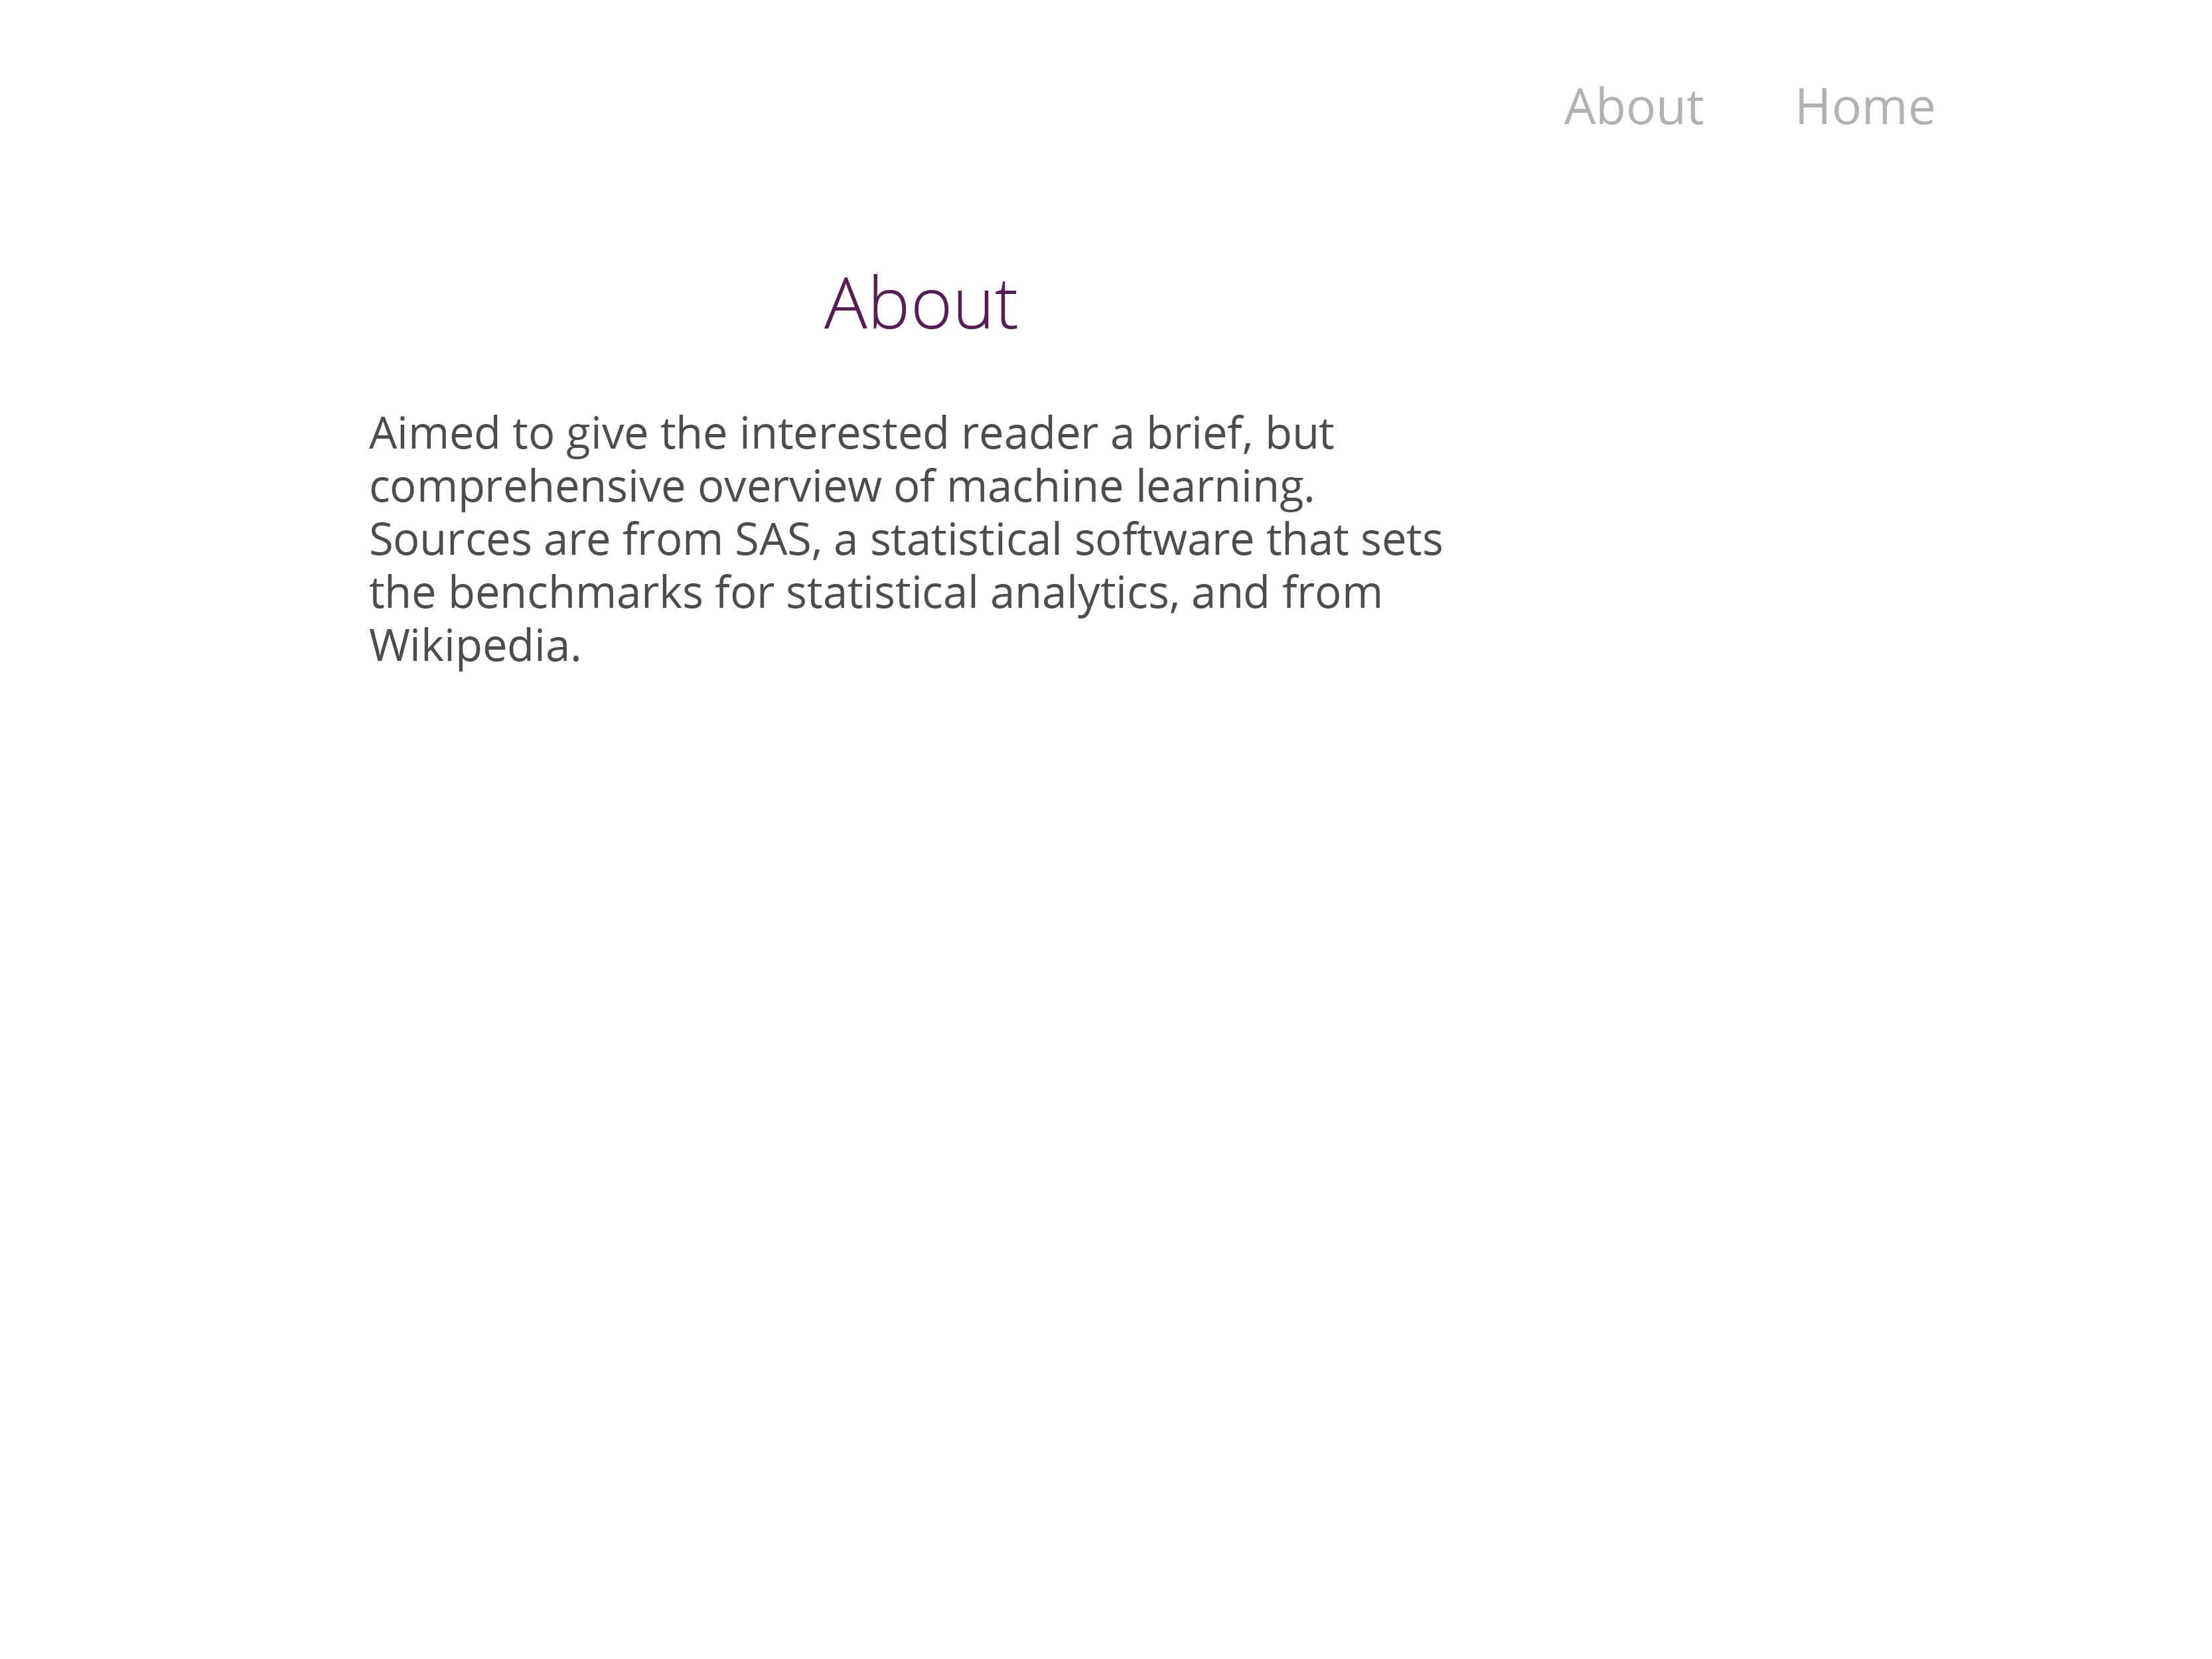 About Home
About
Aimed to give the interested reader a brief, but
comprehensive overview of machine learning.
Sources are from SAS, a statistical software that sets
the benchmarks for statistical analytics, and from
Wikipedia.